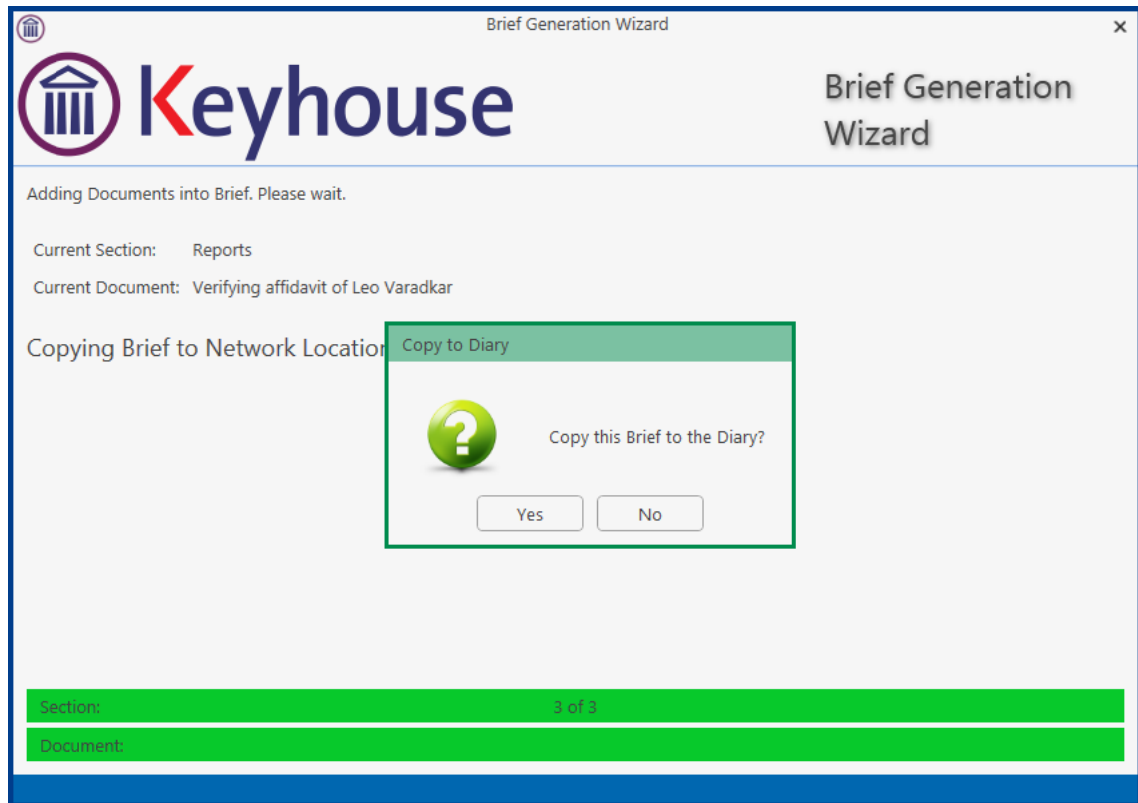 Brief Generation Wizard
Keyhouse
Brief Generation
Wizard
Adding Documents into Brief. Please wait.
Current Section: Reports
Current Document: Verifying affidavit of Leo Varadkar
Copying Brief to Network Location
Copy to Diary
Copy this Brief to the Diary?
Yes No
Section: 3 of 3
Document: